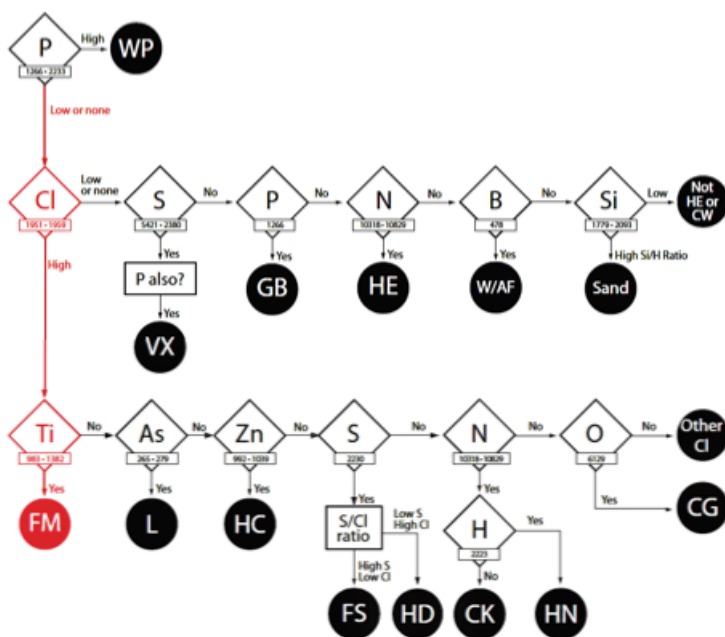 P
High
WP
1266 • 2233
Low or none
Cl
1951 • 1959
Low
or none
S
5421 • 2380
No
P
1266
No
N
10318 • 10829
No
B
478
No
Si
1779 • 2093
Low
Not
HE or
CW
High
Yes
P also?
Yes
VX
Yes
GB
Yes
HE
Yes
W/AF
High Si/H Ratio
Sand
Ti
983 • 1382
No
As
265 • 279
No
Zn
992 • 1039
No
S
2230
No
N
10318 • 10829
No
O
6129
No
Other
Cl
Yes
FM
Yes
L
Yes
HC
Yes
S/Cl
ratio
Low S
High Cl
High S
Low Cl
FS
HD
Yes
H
2223
Yes
No
CK
HN
Yes
CG